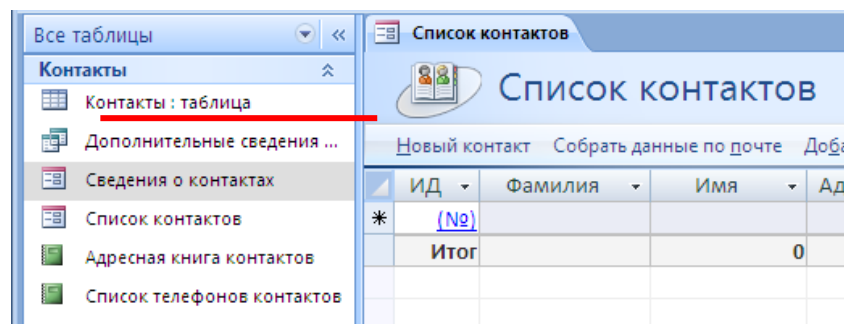 Все таблицы
Контакты
Контакты : таблица
Дополнительные сведения ...
Сведения о контактах
Список контактов
Адресная книга контактов
Список телефонов контактов
Список контактов
Список контактов
Новый контакт Собрать данные по почте
ИД Фамилия Имя
(№)
Итог 0